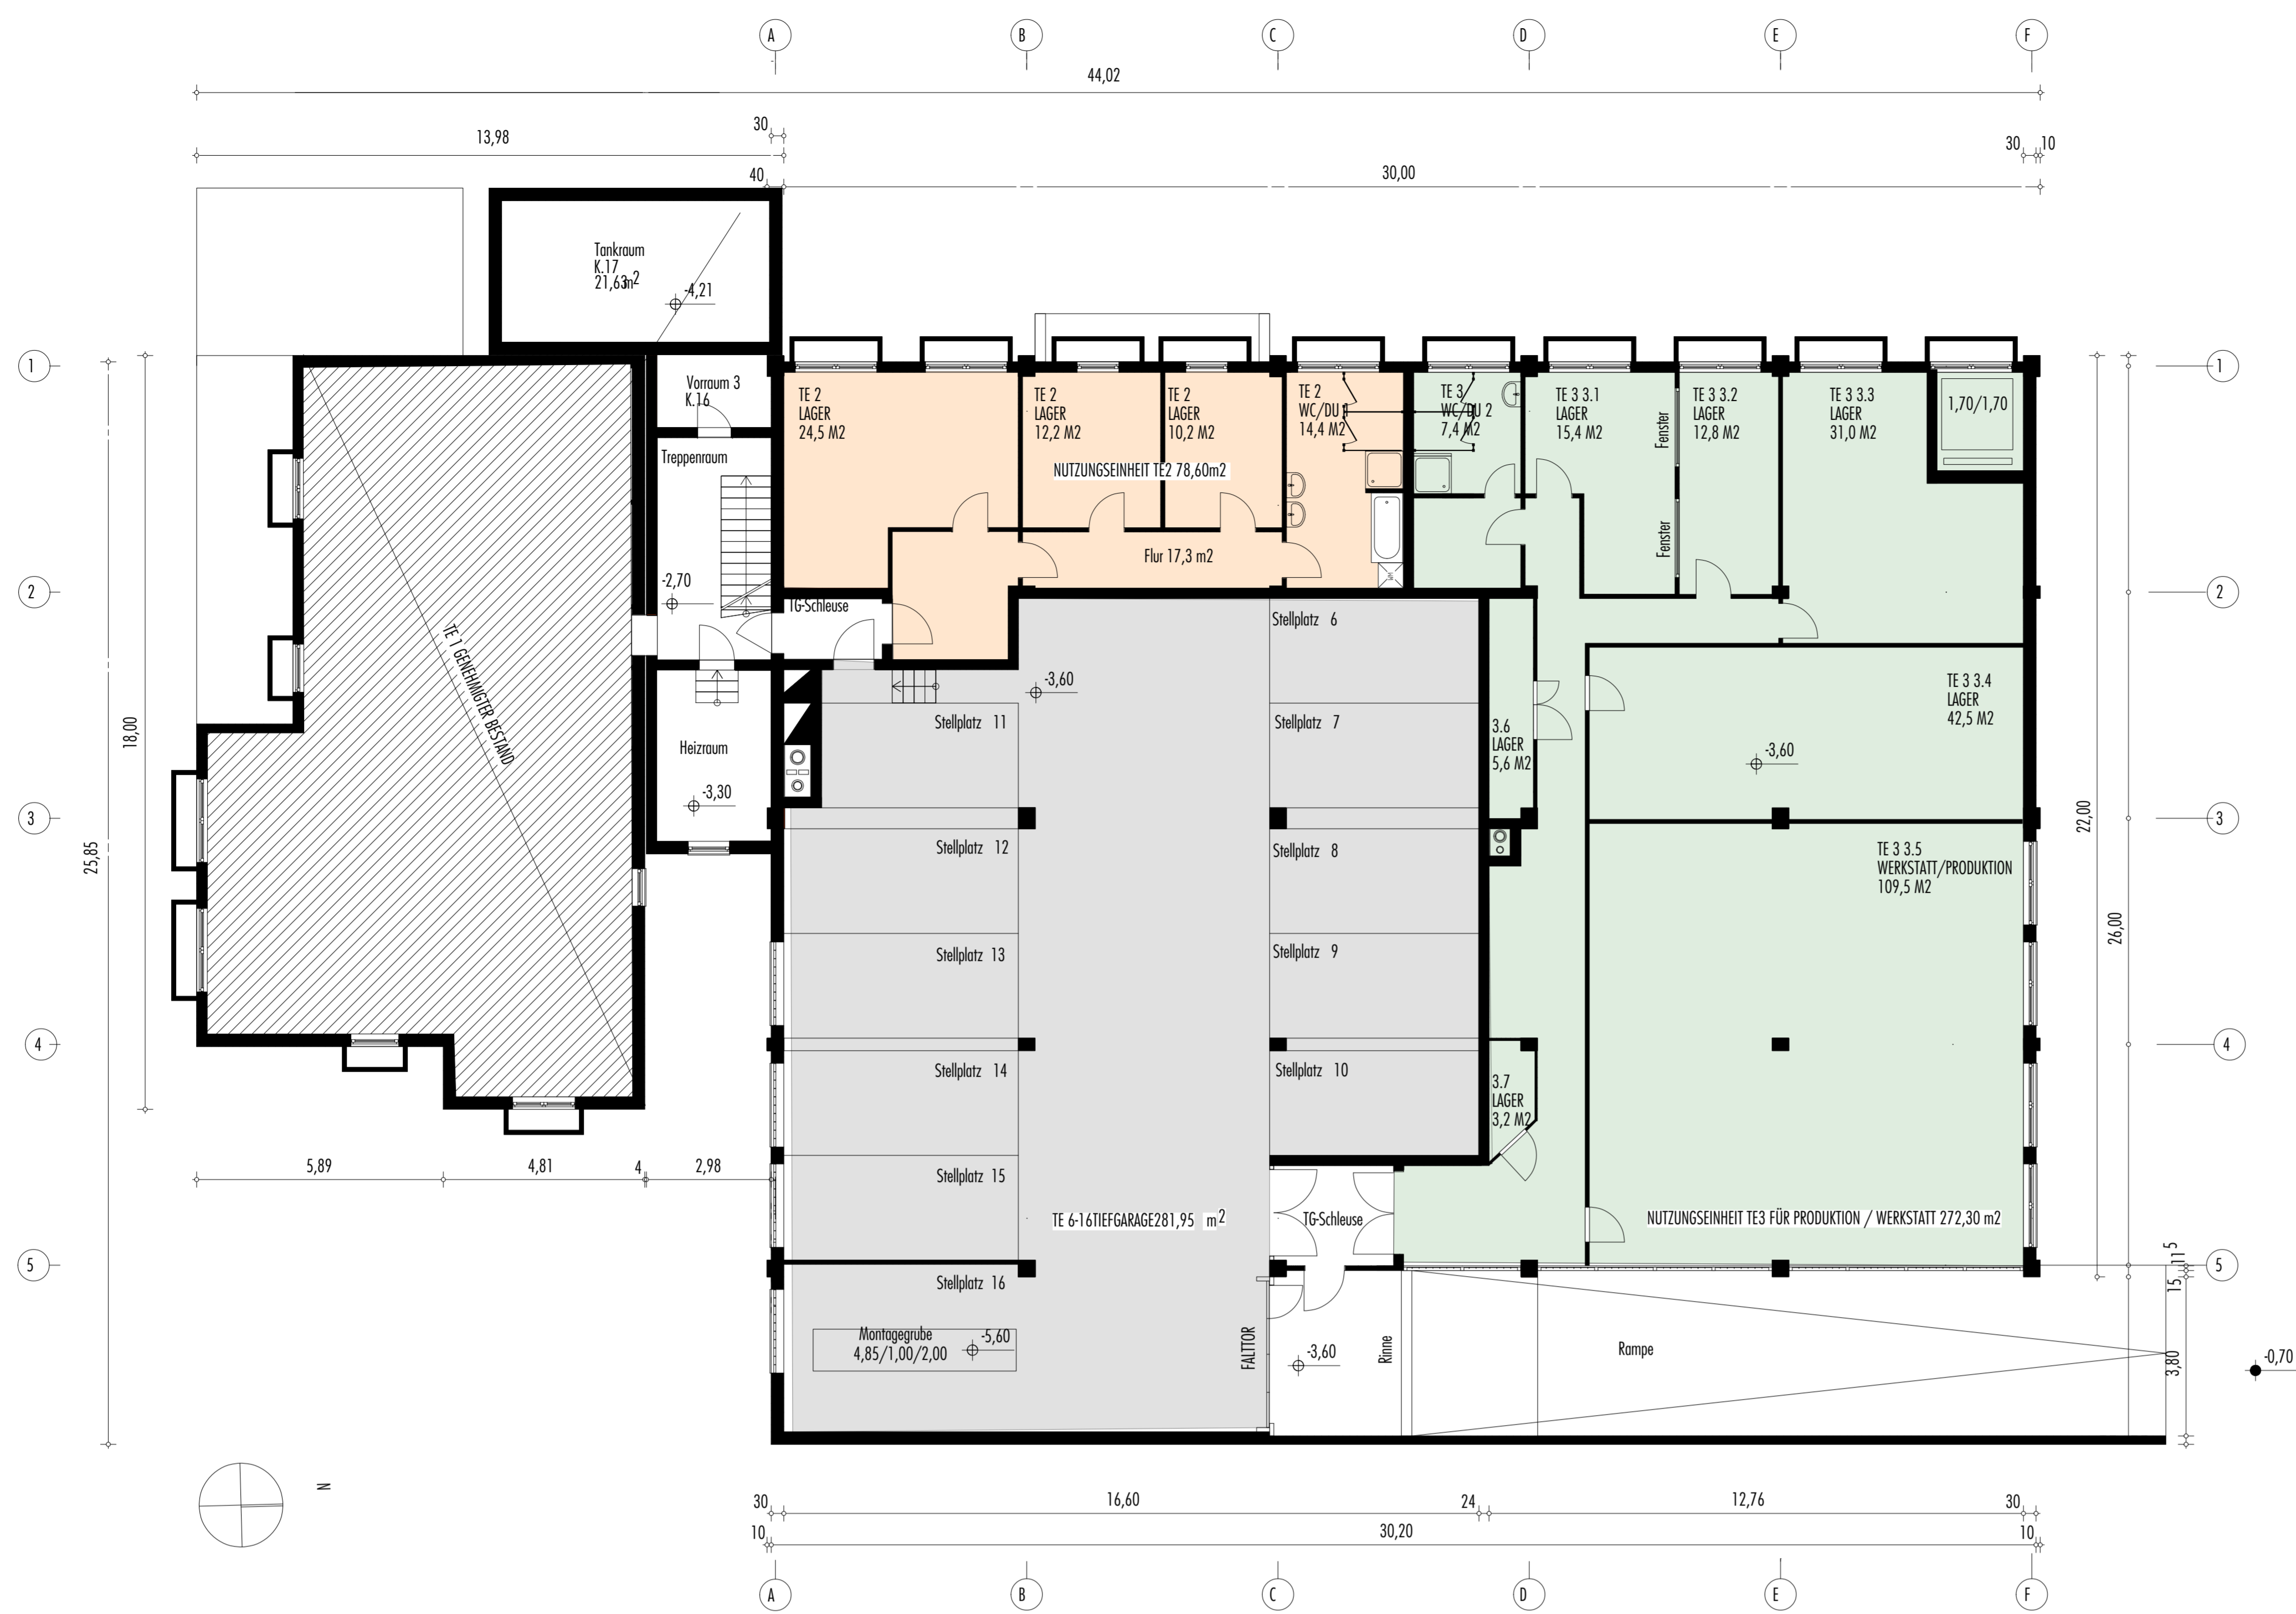 A B C D E F
44,02
13,98
30
30 10
40
30,00
Tankraum
K.17
21,63m2
-4,21
1
1
Vorraum 3
K.16
TE 2
LAGER
24,5 M2
TE 2
LAGER
12,2 M2
TE 2
LAGER
10,2 M2
TE 2
WC/DU 1
14,4 M2
TE 3
WC/DU 2
7,4 M2
TE 3 3.1
LAGER
15,4 M2
Fenster
TE 3 3.2
LAGER
12,8 M2
TE 3 3.3
LAGER
31,0 M2
1,70/1,70
Treppenraum
NUTZUNGSEINHEIT TE2 78,60m2
Fenster
Flur 17,3 m2
WM
2
2
-2,70
TG-Schleuse
Stellplatz 6
TE 1 GENEHMIGTER BESTAND
-3,60
TE 3 3.4
LAGER
42,5 M2
Stellplatz 11
Stellplatz 7
18,00
Heizraum
3.6
LAGER
5,6 M2
-3,60
-3,30
3
3
22,00
25,85
Stellplatz 12
Stellplatz 8
TE 3 3.5
WERKSTATT/PRODUKTION
109,5 M2
26,00
Stellplatz 13
Stellplatz 9
4
4
Stellplatz 14
Stellplatz 10
3.7
LAGER
3,2 M2
5,89
4,81
4
2,98
Stellplatz 15
TE 6-16TIEFGARAGE281,95 m2
TG-Schleuse
NUTZUNGSEINHEIT TE3 FÜR PRODUKTION / WERKSTATT 272,30 m2
5
5
11 5
15
Stellplatz 16
Montagegrube
4,85/1,00/2,00
-5,60
FALTTOR
-3,60
Rinne
Rampe
3,80
-0,70
N
30
16,60
24
12,76
30
10
30,20
10
A B C D E F